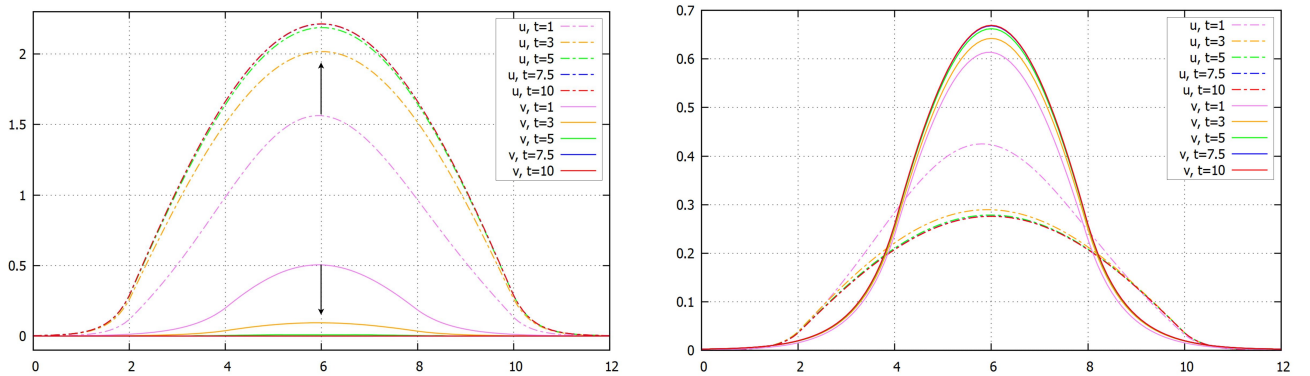 2
1.5
1
0.5
0
0 2 4 6 8 10 12
u, t=1
u, t=3
u, t=5
u, t=7.5
u, t=10
v, t=1
v, t=3
v, t=5
v, t=7.5
v, t=10
0.7
0.6
0.5
0.4
0.3
0.2
0.1
0
0 2 4 6 8 10 12
u, t=1
u, t=3
u, t=5
u, t=7.5
u, t=10
v, t=1
v, t=3
v, t=5
v, t=7.5
v, t=10